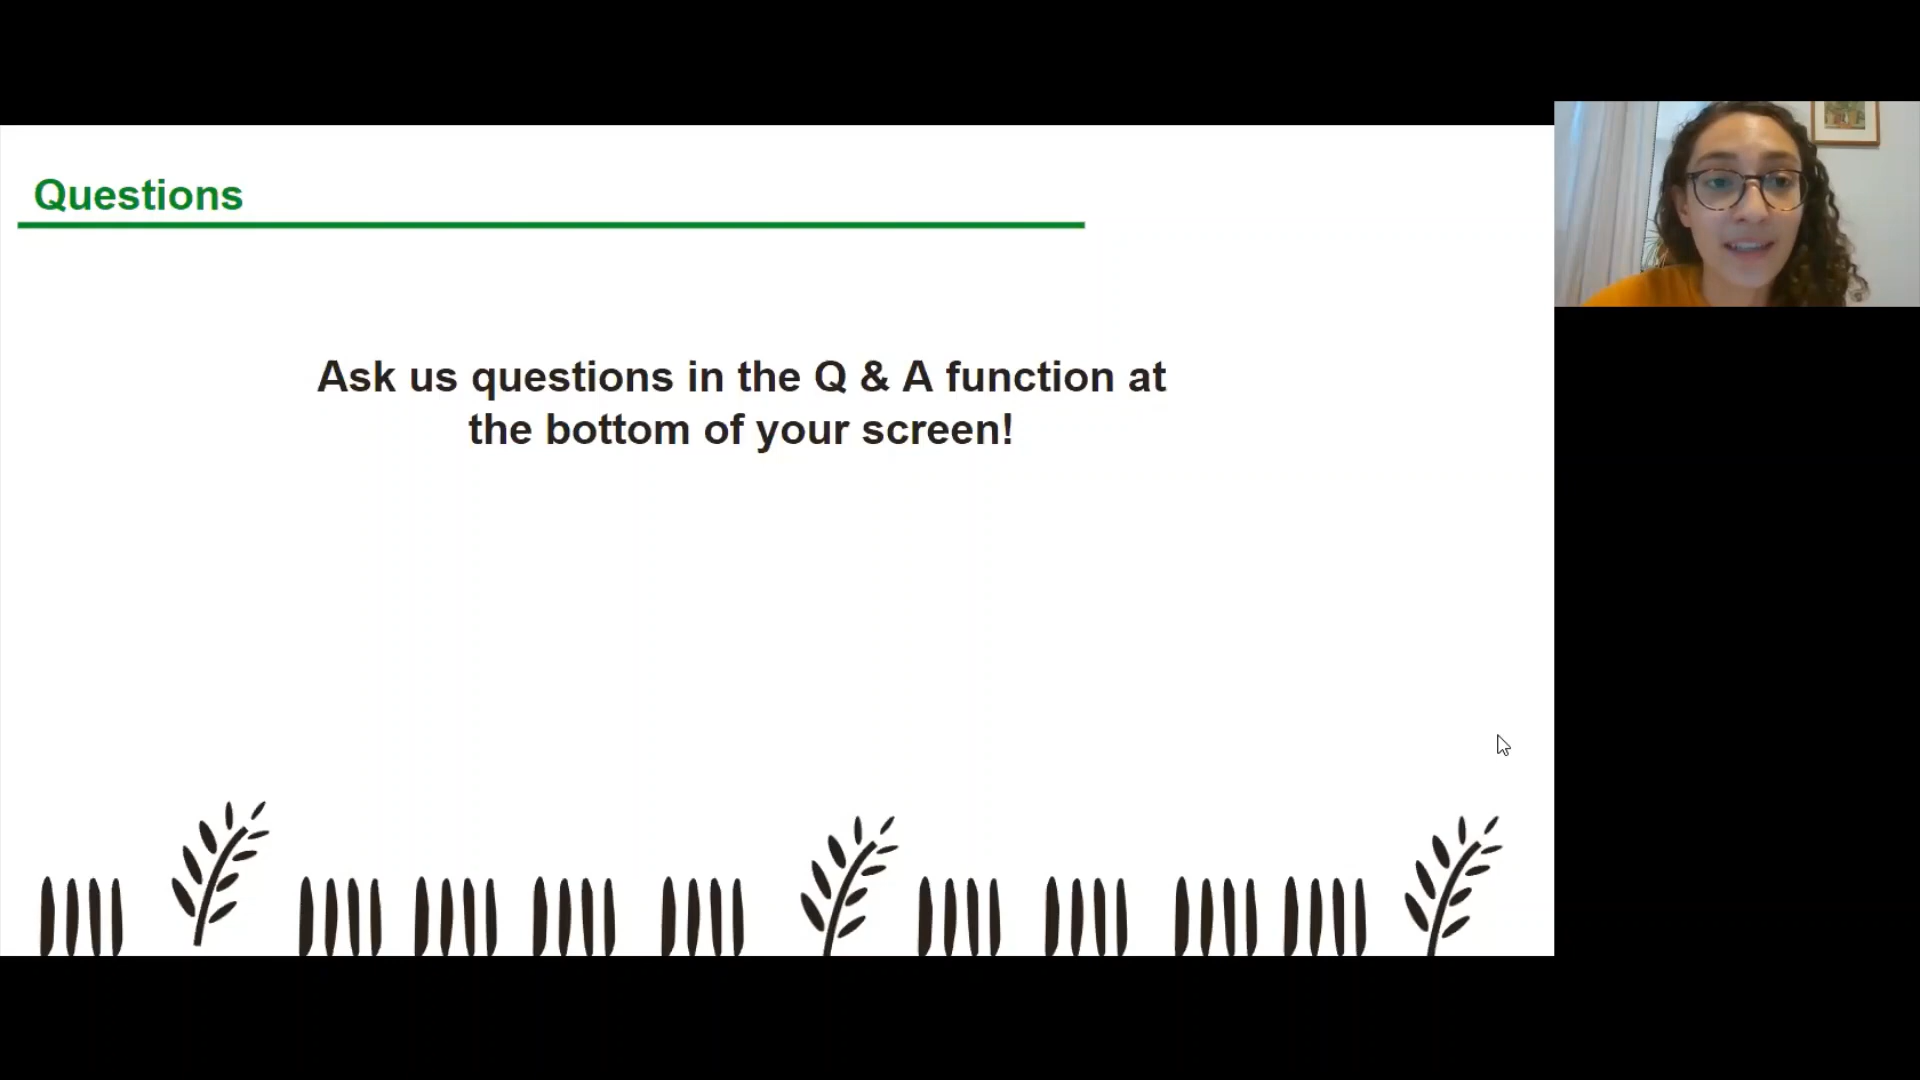 Questions
Ask us questions in the Q & A function at
the bottom of your screen!